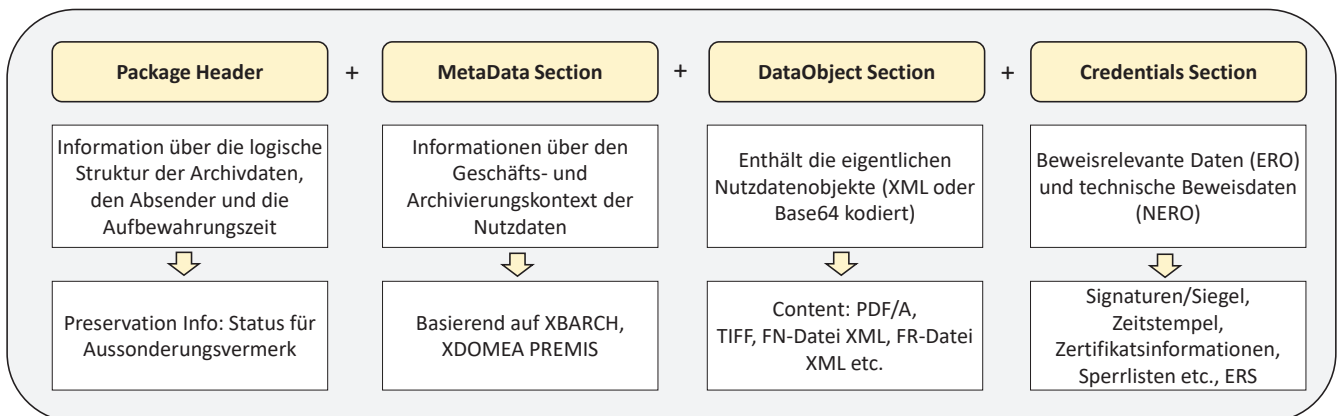 Package Header
+
MetaData Section
+
DataObject Section
+
Credentials Section
Information über die logische
Struktur der Archivdaten,
den Absender und die
Aufbewahrungszeit
Informationen über den
Geschäfts- und
Archivierungskontext der
Nutzdaten
Enthält die eigentlichen
Nutzdatenobjekte (XML oder
Base64 kodiert)
Beweisrelevante Daten (ERO)
und technische Beweisdaten
(NERO)
Preservation Info: Status für
Aussonderungsvermerk
Basierend auf XBARCH,
XDOMEA PREMIS
Content: PDF/A,
TIFF, FN-Datei XML, FR-Datei
XML etc.
Signaturen/Siegel,
Zeitstempel,
Zertifikatsinformationen,
Sperrlisten etc., ERS